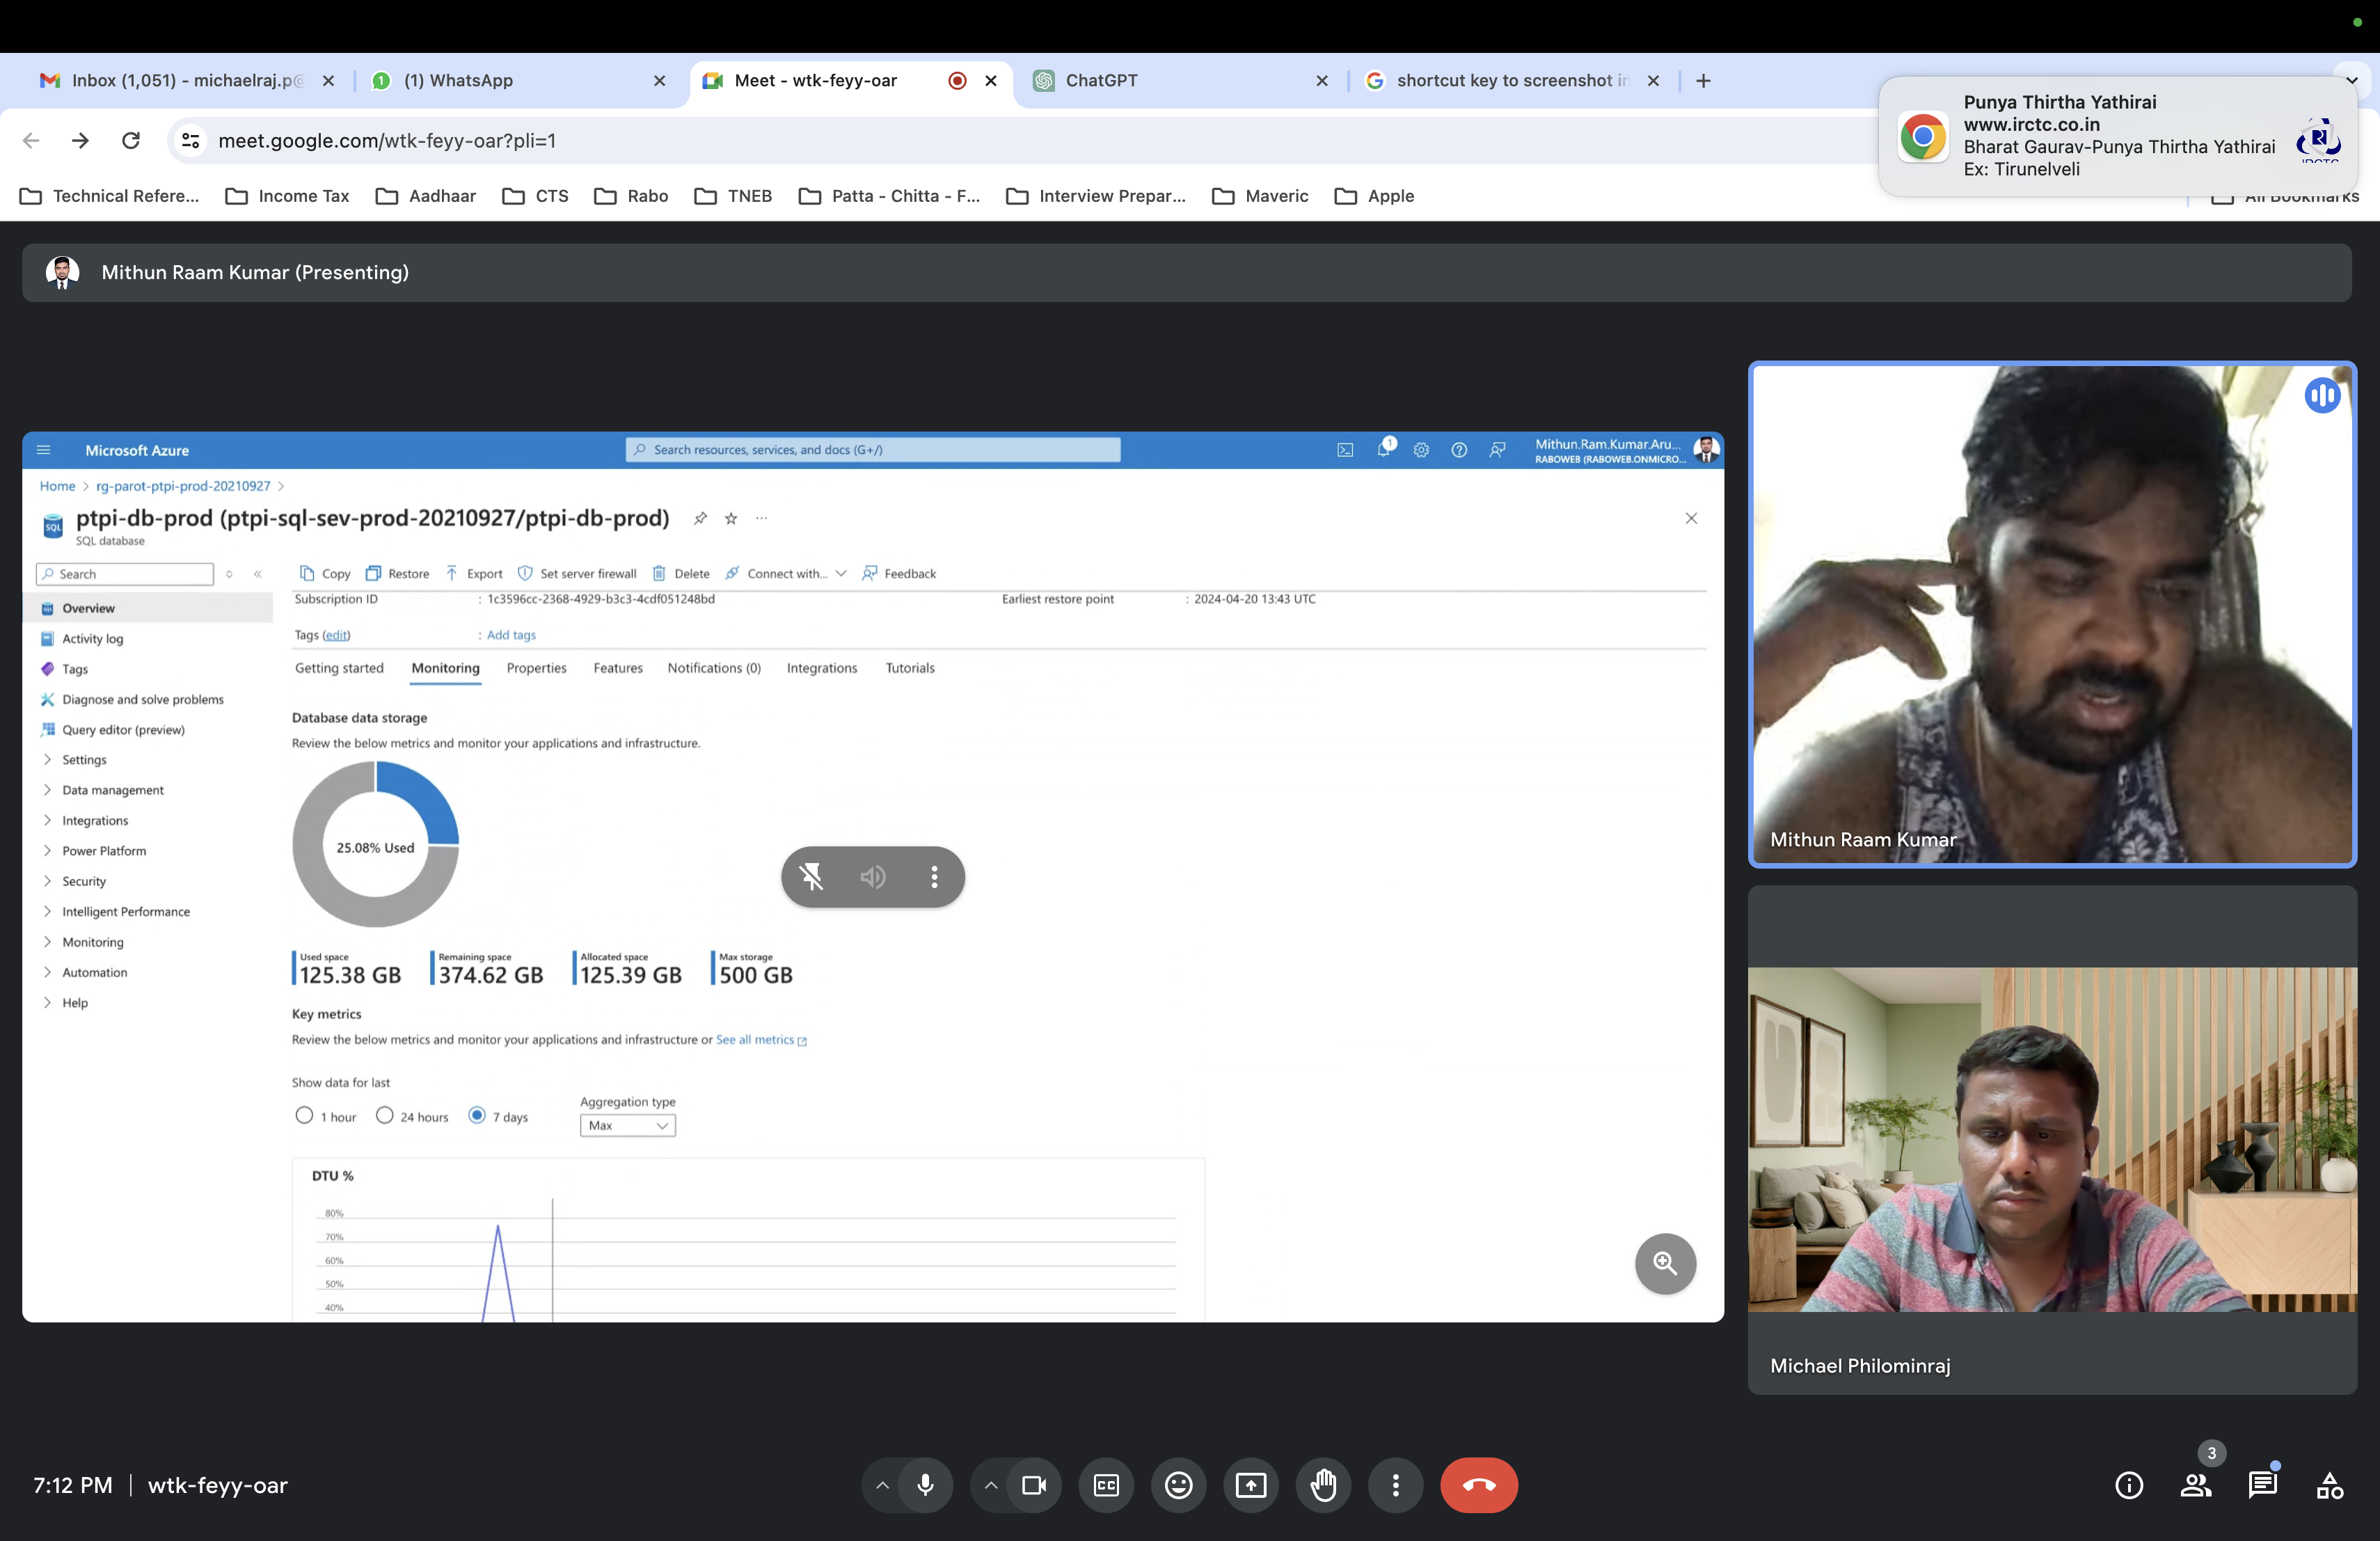 Inbox (1,051) - michaelraj.p@
(1) WhatsApp
Meet - wtk-feyy-oar
ChatGPT
shortcut key to screenshot in
meet.google.com/wtk-feyy-oar?pli=1
Punya Thirtha Yathirai
www.irctc.co.in
Bharat Gaurav-Punya Thirtha Yathirai
Ex: Tirunelveli
Technical Refere...
Income Tax
Aadhaar
CTS
Rabo
TNEB
Patta - Chitta - F...
Interview Prepar...
Maveric
Apple
All Bookmarks
Mithun Raam Kumar (Presenting)
Microsoft Azure
Search resources, services, and docs (G+/)
1
Mithun.Ram.Kumar.Aru...
RABOWEB (RABOWEB.ONMICRO...
Home > rg-parot-ptpi-prod-20210927 >
SQL
ptpi-db-prod (ptpi-sql-sev-prod-20210927/ptpi-db-prod)
SQL database
Search
Copy
Restore
Export
Set server firewall
Delete
Connect with...
Feedback
Overview
Activity log
Tags
Diagnose and solve problems
Query editor (preview)
Settings
Data management
Integrations
Power Platform
Security
Intelligent Performance
Monitoring
Automation
Help
Subscription ID : 1c3596cc-2368-4929-b3c3-4cdf051248bd
Earliest restore point : 2024-04-20 13:43 UTC
Tags (edit) : Add tags
Getting started
Monitoring
Properties
Features
Notifications (0)
Integrations
Tutorials
Database data storage
Review the below metrics and monitor your applications and infrastructure.
25.08% Used
Used space
125.38 GB
Remaining space
374.62 GB
Allocated space
125.39 GB
Max storage
500 GB
Key metrics
Review the below metrics and monitor your applications and infrastructure or See all metrics
Show data for last
1 hour
24 hours
7 days
Aggregation type
Max
DTU %
80%
70%
60%
50%
40%
Mithun Raam Kumar
Michael Philominraj
7:12 PM | wtk-feyy-oar
CC
3